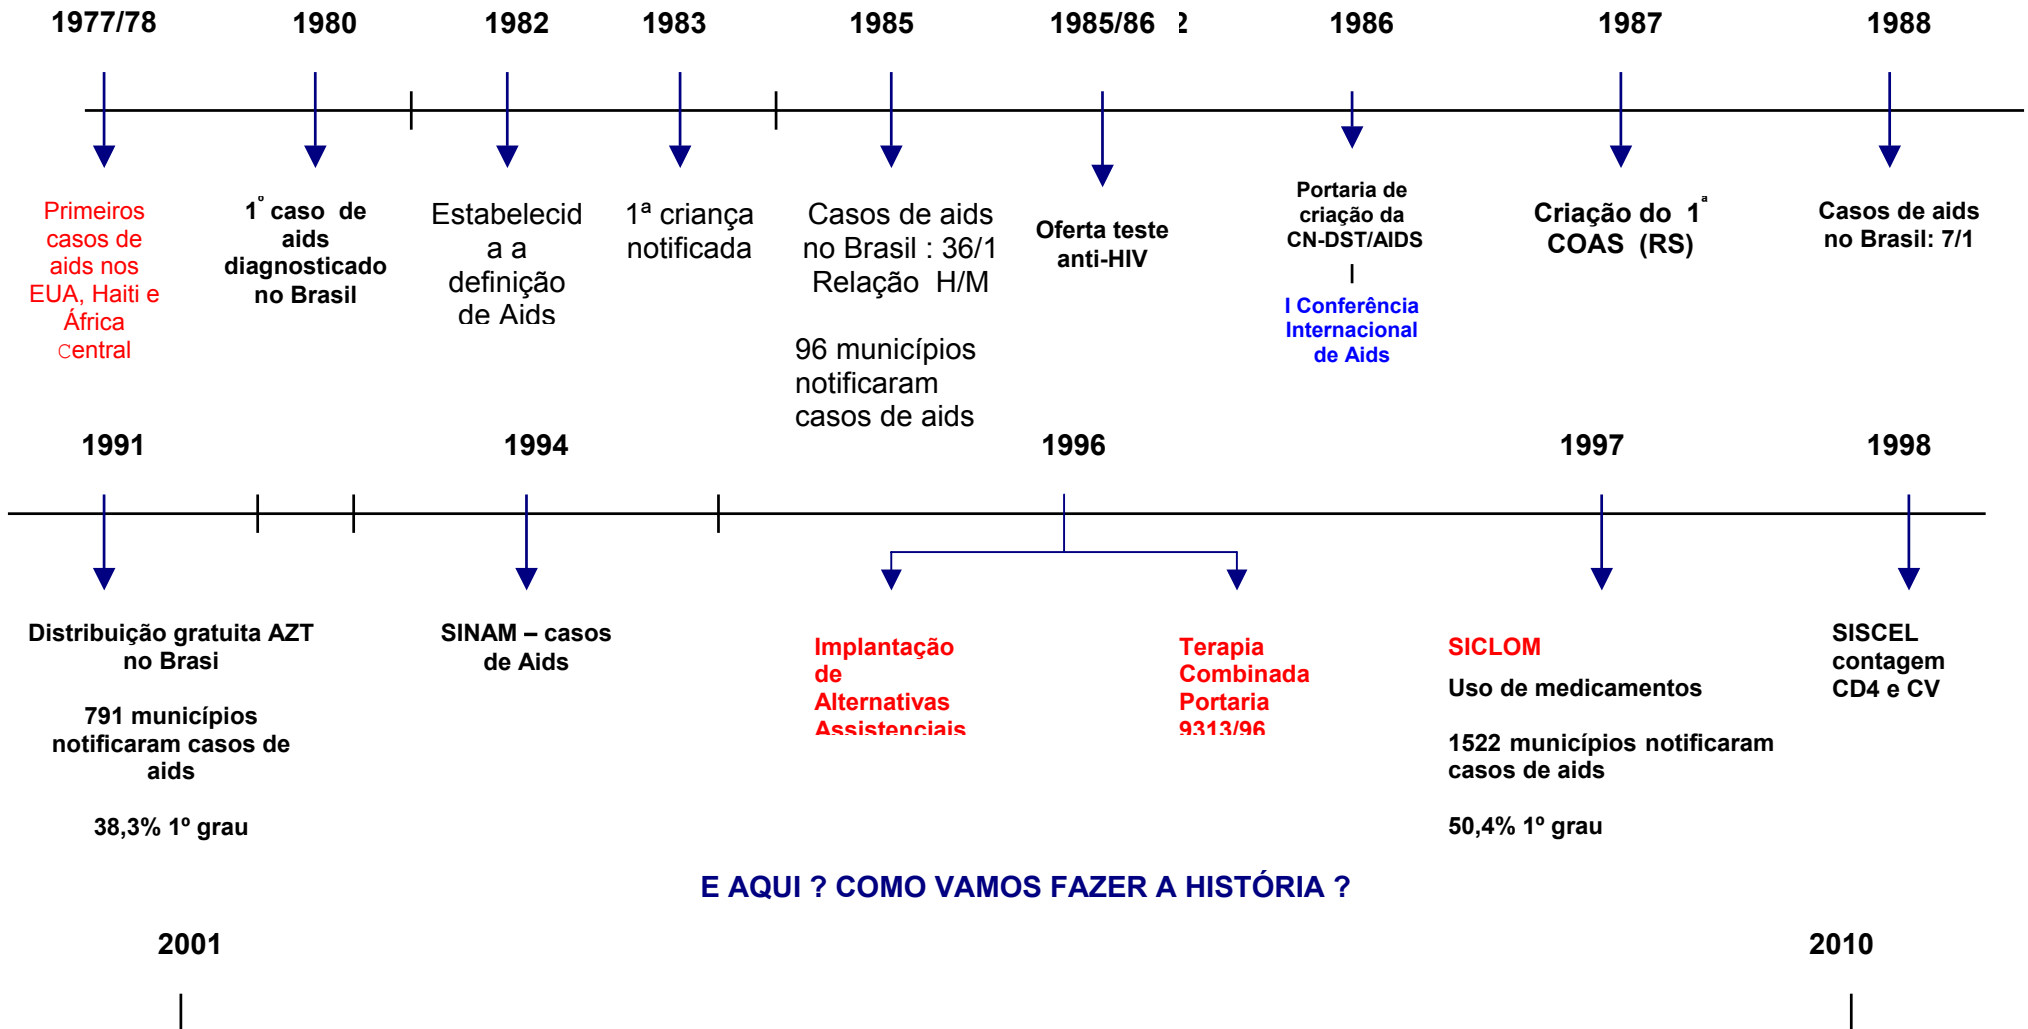 1977/78
1980
1982
1983
1985
1985/86 2
1986
1987
1988
Primeiros
casos de
aids nos
EUA, Haiti e
África
Central
1º caso de
aids
diagnosticado
no Brasil
Estabelecid
a a
definição
de Aids
1ª criança
notificada
Casos de aids
no Brasil : 36/1
Relação H/M
96 municípios
notificaram
casos de aids
Oferta teste
anti-HIV
Portaria de
criação da
CN-DST/AIDS
I Conferência
Internacional
de Aids
Criação do 1ª
COAS (RS)
Casos de aids
no Brasil: 7/1
1991
1994
1996
1997
1998
Distribuição gratuita AZT
no Brasi
791 municípios
notificaram casos de
aids
38,3% 1º grau
SINAM – casos
de Aids
Implantação
de
Alternativas
Assistenciais
Terapia
Combinada
Portaria
9313/96
SICLOM
Uso de medicamentos
1522 municípios notificaram
casos de aids
50,4% 1º grau
SISCEL
contagem
CD4 e CV
E AQUI ? COMO VAMOS FAZER A HISTÓRIA ?
2001
2010